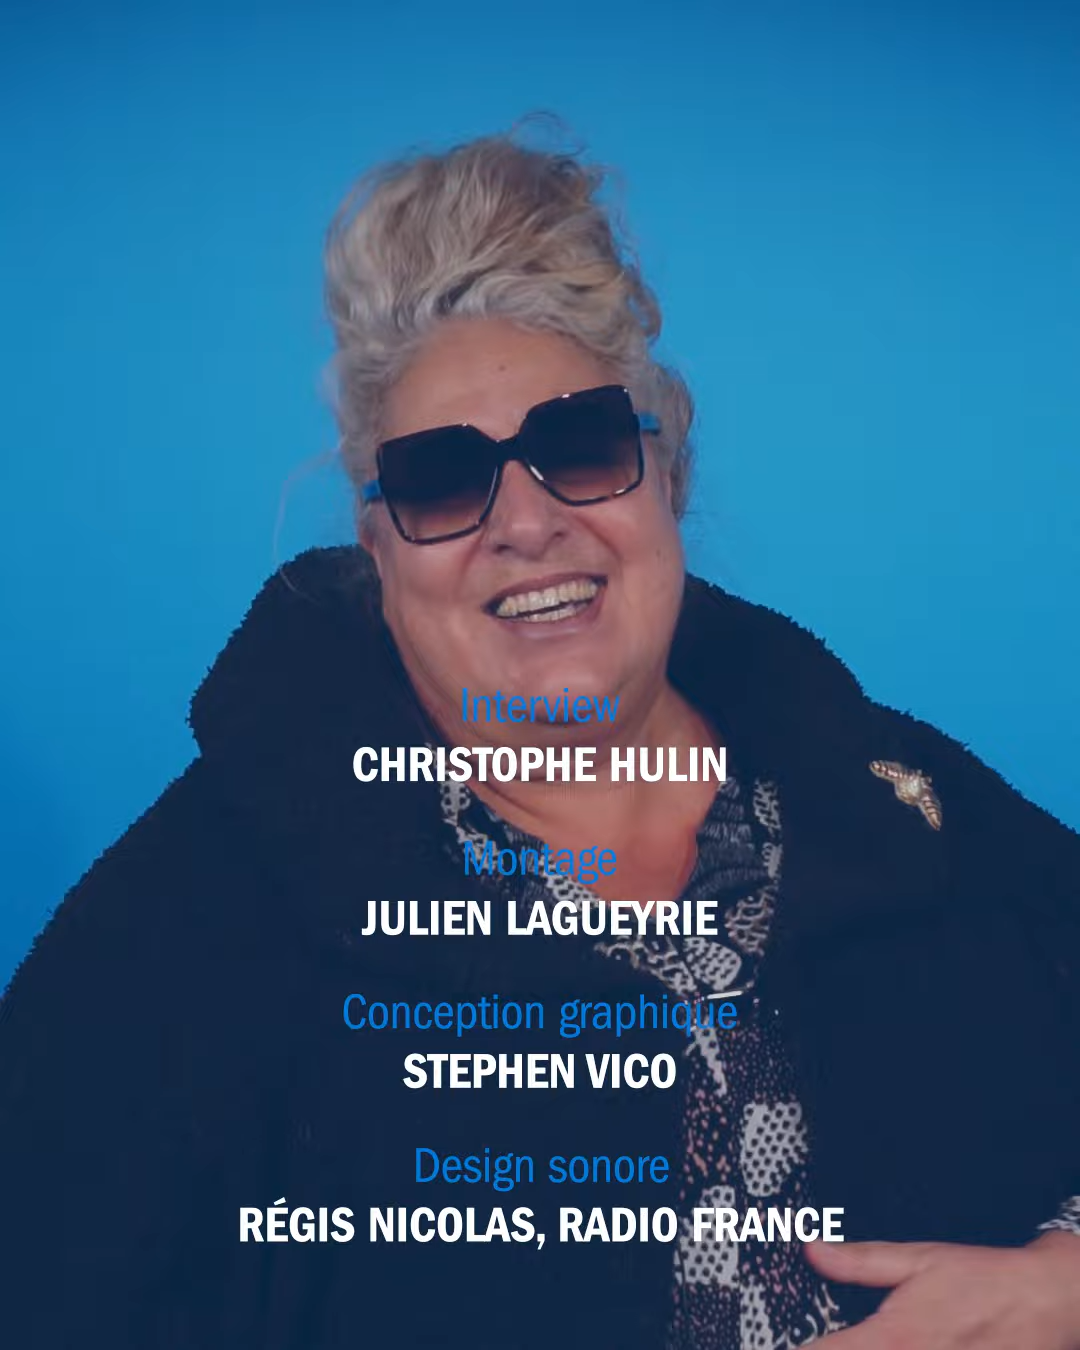 Interview
CHRISTOPHE HULIN
Montage
JULIEN LAGUEYRIE
Conception graphique
STEPHEN VICO
Design sonore
RÉGIS NICOLAS, RADIO FRANCE